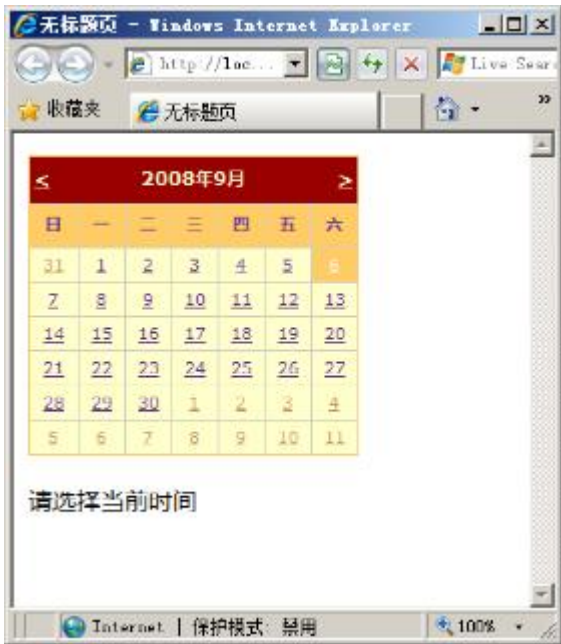 无标题页 - Windows Internet Explorer
http://loc... Live Sear
收藏夹 无标题页 »
< 2008年9月 >
日 一 二 三 四 五 六
31 1 2 3 4 5 6
7 8 9 10 11 12 13
14 15 16 17 18 19 20
21 22 23 24 25 26 27
28 29 30 1 2 3 4
5 6 7 8 9 10 11
请选择当前时间
Internet | 保护模式: 禁用 100%